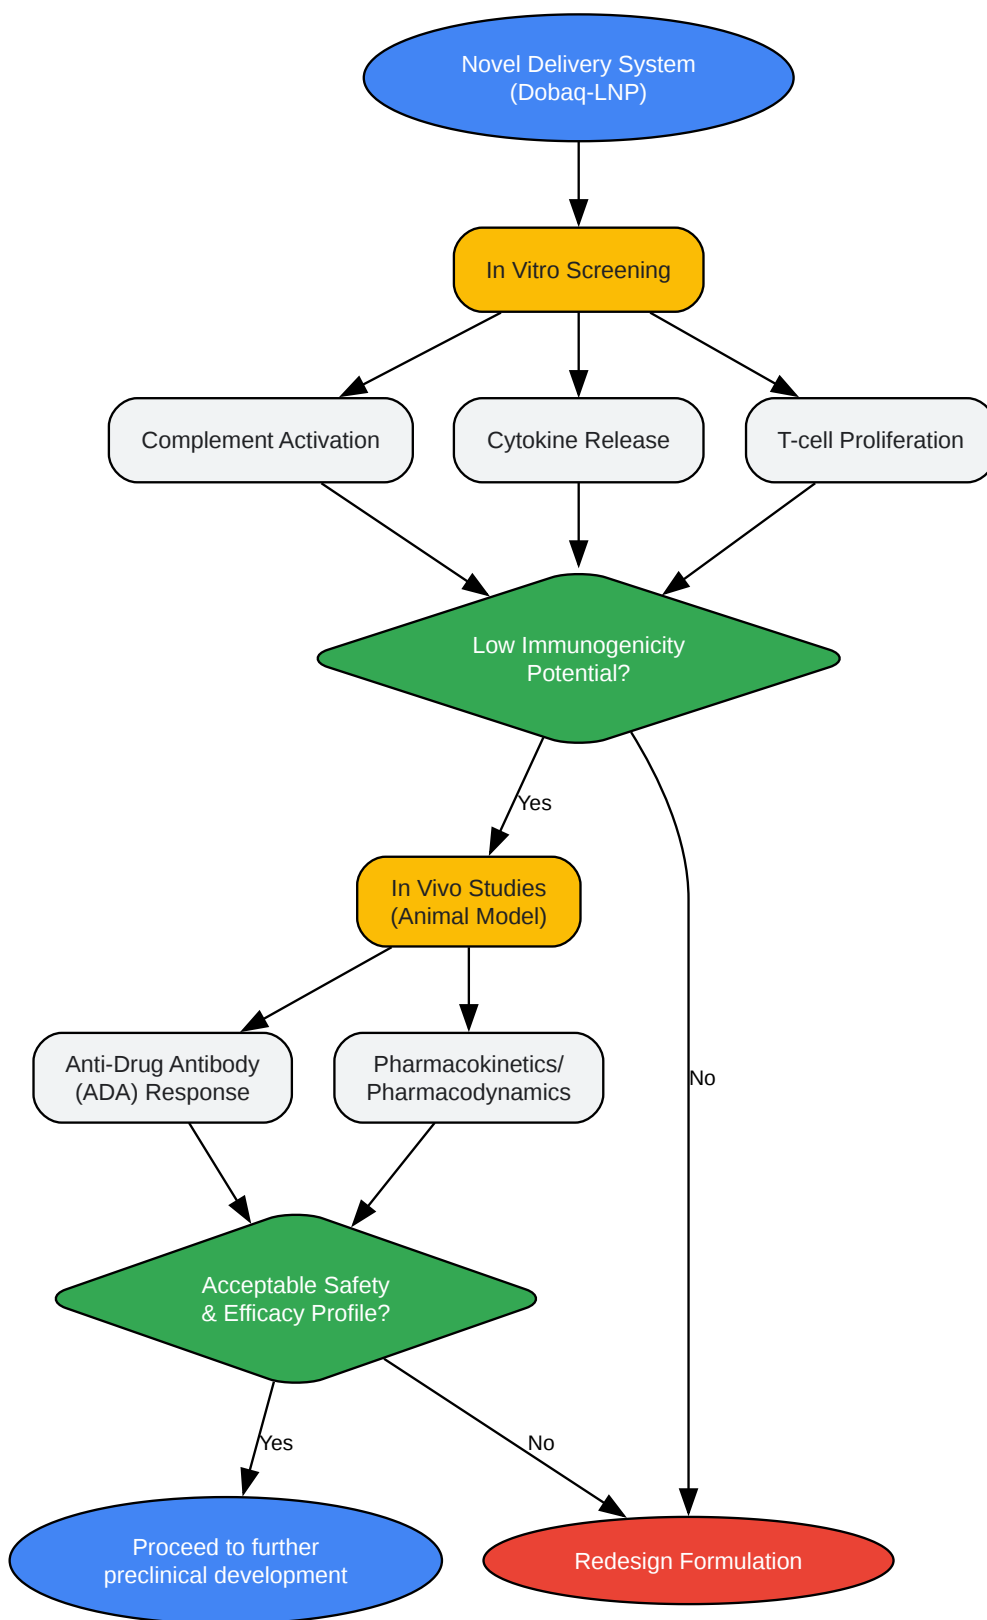 Novel Delivery System
(Dobaq-LNP)
In Vitro Screening
Complement Activation
Cytokine Release
T-cell Proliferation
Low Immunogenicity
Potential?
Yes
In Vivo Studies
(Animal Model)
Anti-Drug Antibody
(ADA) Response
Pharmacokinetics/
Pharmacodynamics
No
Acceptable Safety
& Efficacy Profile?
Yes
No
Proceed to further
preclinical development
Redesign Formulation